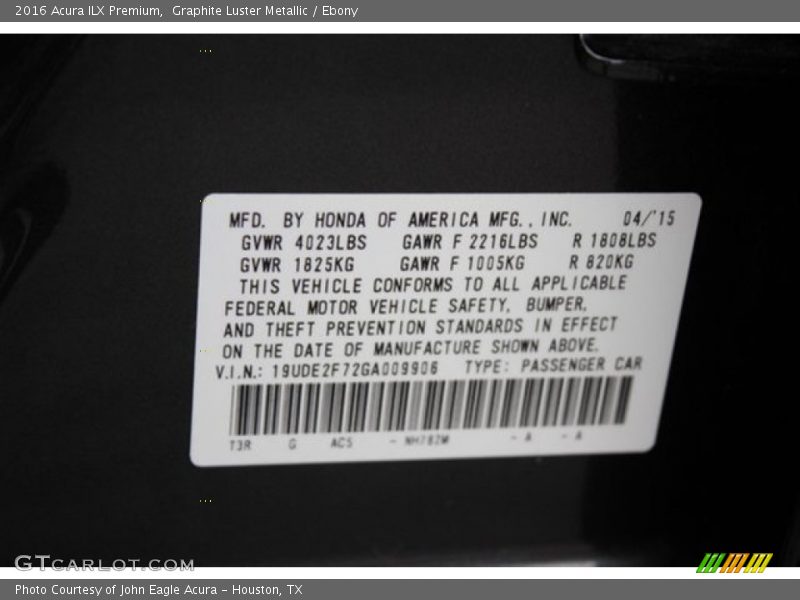 2016 Acura ILX Premium,  Graphite Luster Metallic / Ebony
MFD. BY HONDA OF AMERICA MFG., INC. 04/'15
GVWR 4023LBS GAWR F 2216LBS R 1808LBS
GVWR 1825KG GAWR F 1005KG R 820KG
THIS VEHICLE CONFORMS TO ALL APPLICABLE
FEDERAL MOTOR VEHICLE SAFETY, BUMPER,
AND THEFT PREVENTION STANDARDS IN EFFECT
ON THE DATE OF MANUFACTURE SHOWN ABOVE.
V.I.N.: 19UDE2F72GA009906 TYPE: PASSENGER CAR
T3R G AC5 - NH782M - A - A
GTCARLOT.COM
Photo Courtesy of John Eagle Acura - Houston, TX